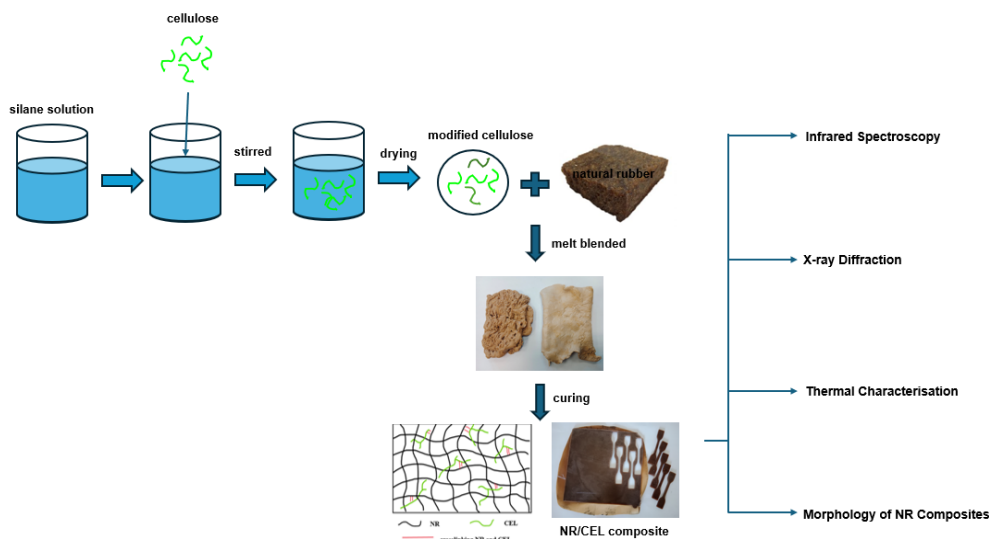 cellulose
silane solution
stirred
drying
modified cellulose
natural rubber
melt blended
curing
NR
CEL
NR/CEL composite
Infrared Spectroscopy
X-ray Diffraction
Thermal Characterisation
Morphology of NR Composites